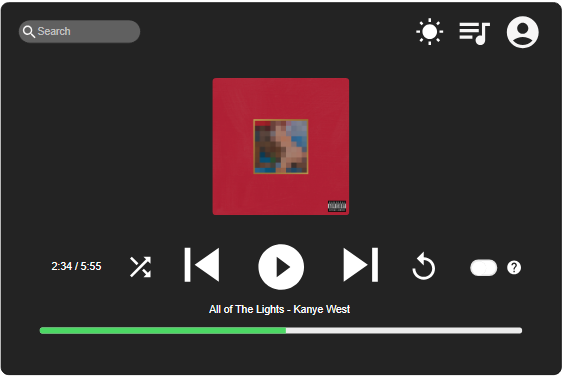 Search
2:34 / 5:55
?
All of The Lights - Kanye West